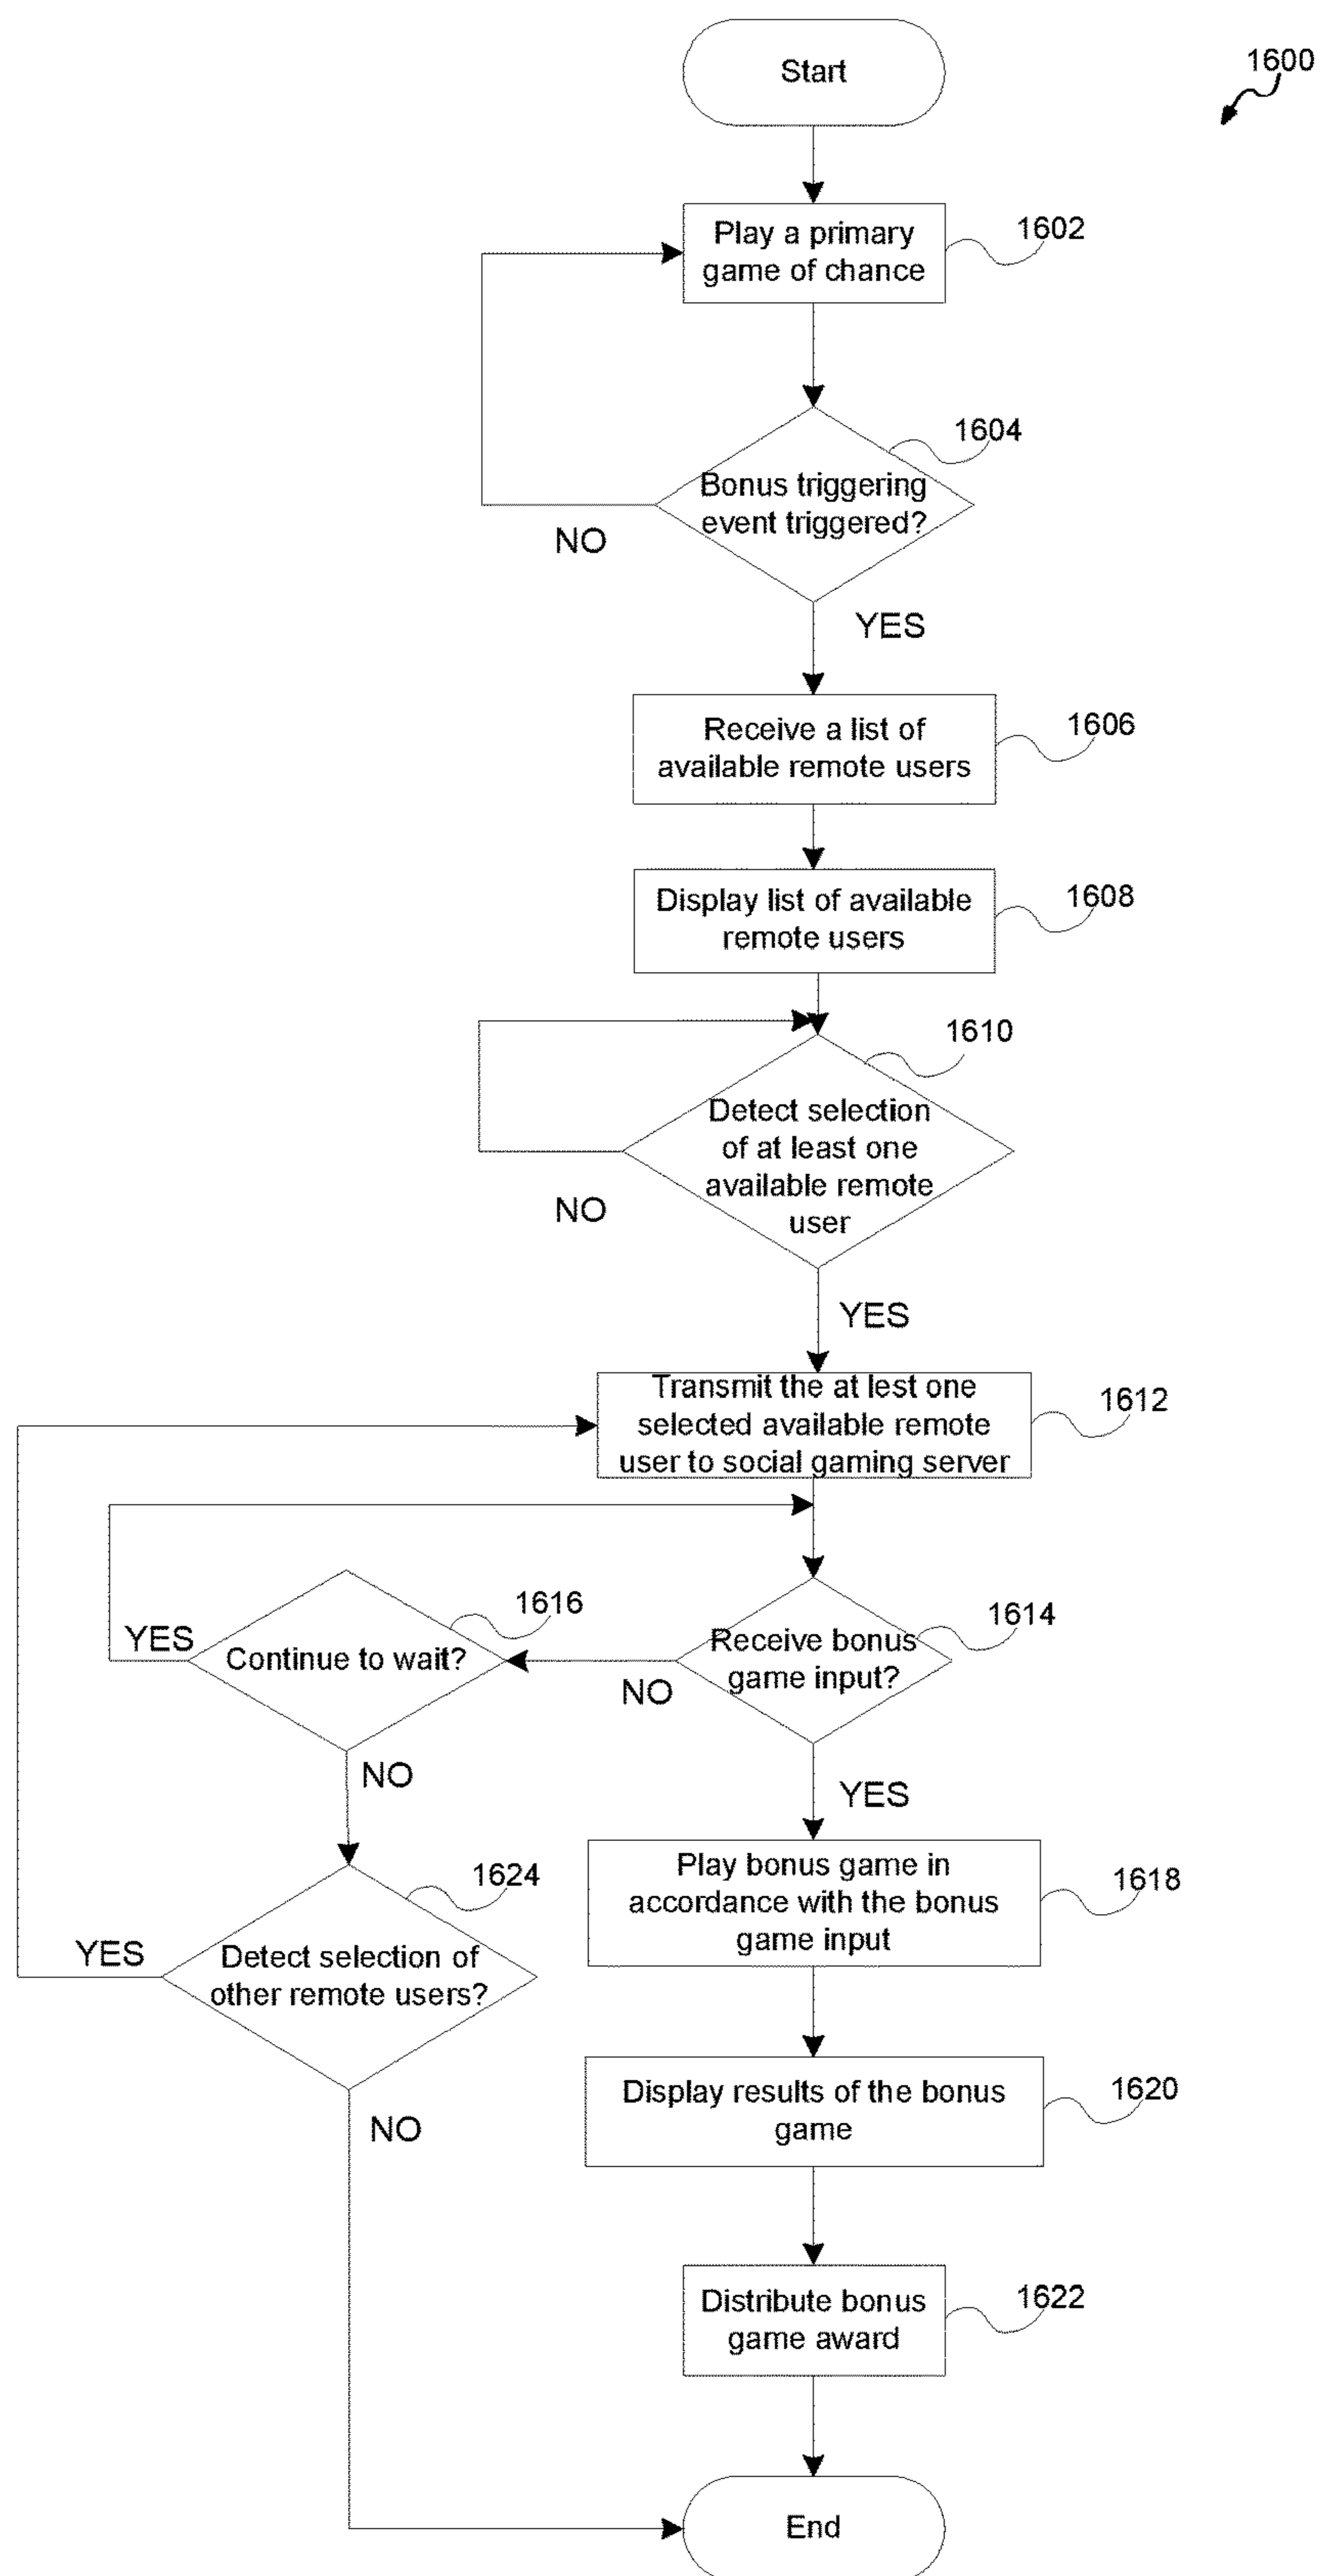 Start
1600
Play a primary
game of chance
1602
Bonus triggering
event triggered?
1604
NO
YES
Receive a list of
available remote users
1606
Display list of available
remote users
1608
Detect selection
of at least one
available remote
user
1610
NO
YES
Transmit the at lest one
selected available remote
user to social gaming server
1612
Receive bonus
game input?
1614
NO
Continue to wait?
1616
YES
NO
YES
Play bonus game in
accordance with the bonus
game input
1618
Detect selection of
other remote users?
1624
YES
NO
Display results of the bonus
game
1620
Distribute bonus
game award
1622
End